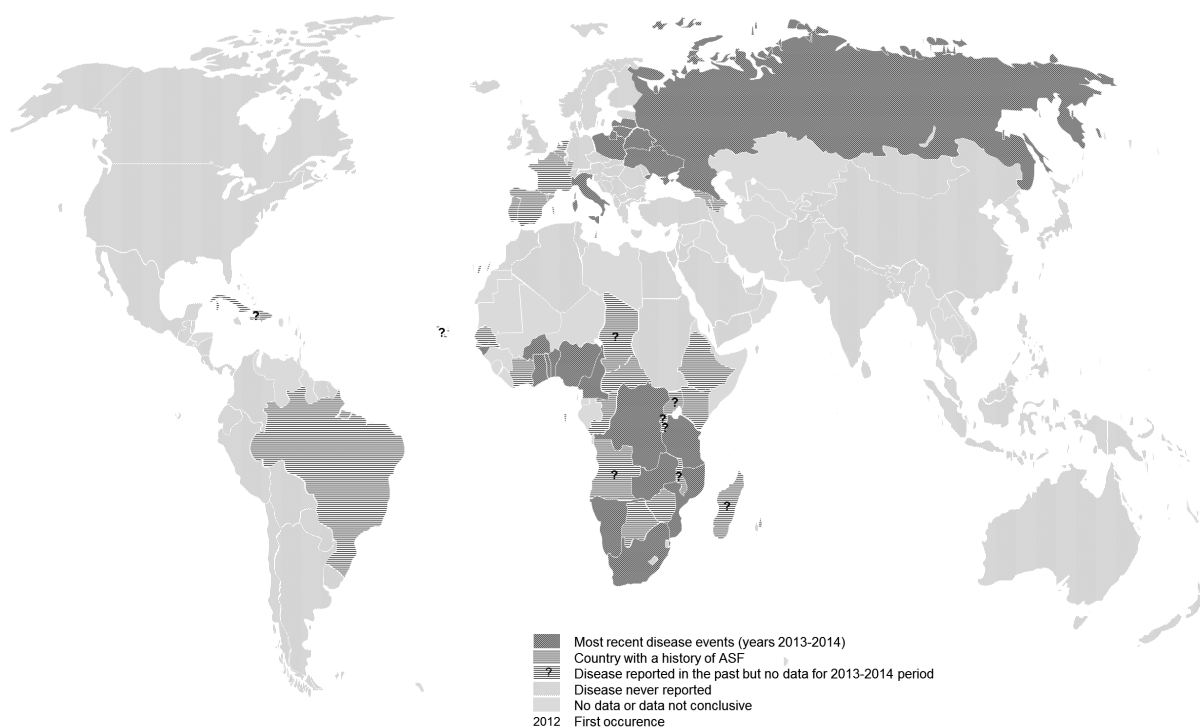 ?
?
?
?
?
?
?
?
?
Most recent disease events (years 2013-2014)
Country with a history of ASF
? Disease reported in the past but no data for 2013-2014 period
Disease never reported
No data or data not conclusive
2012 First occurence